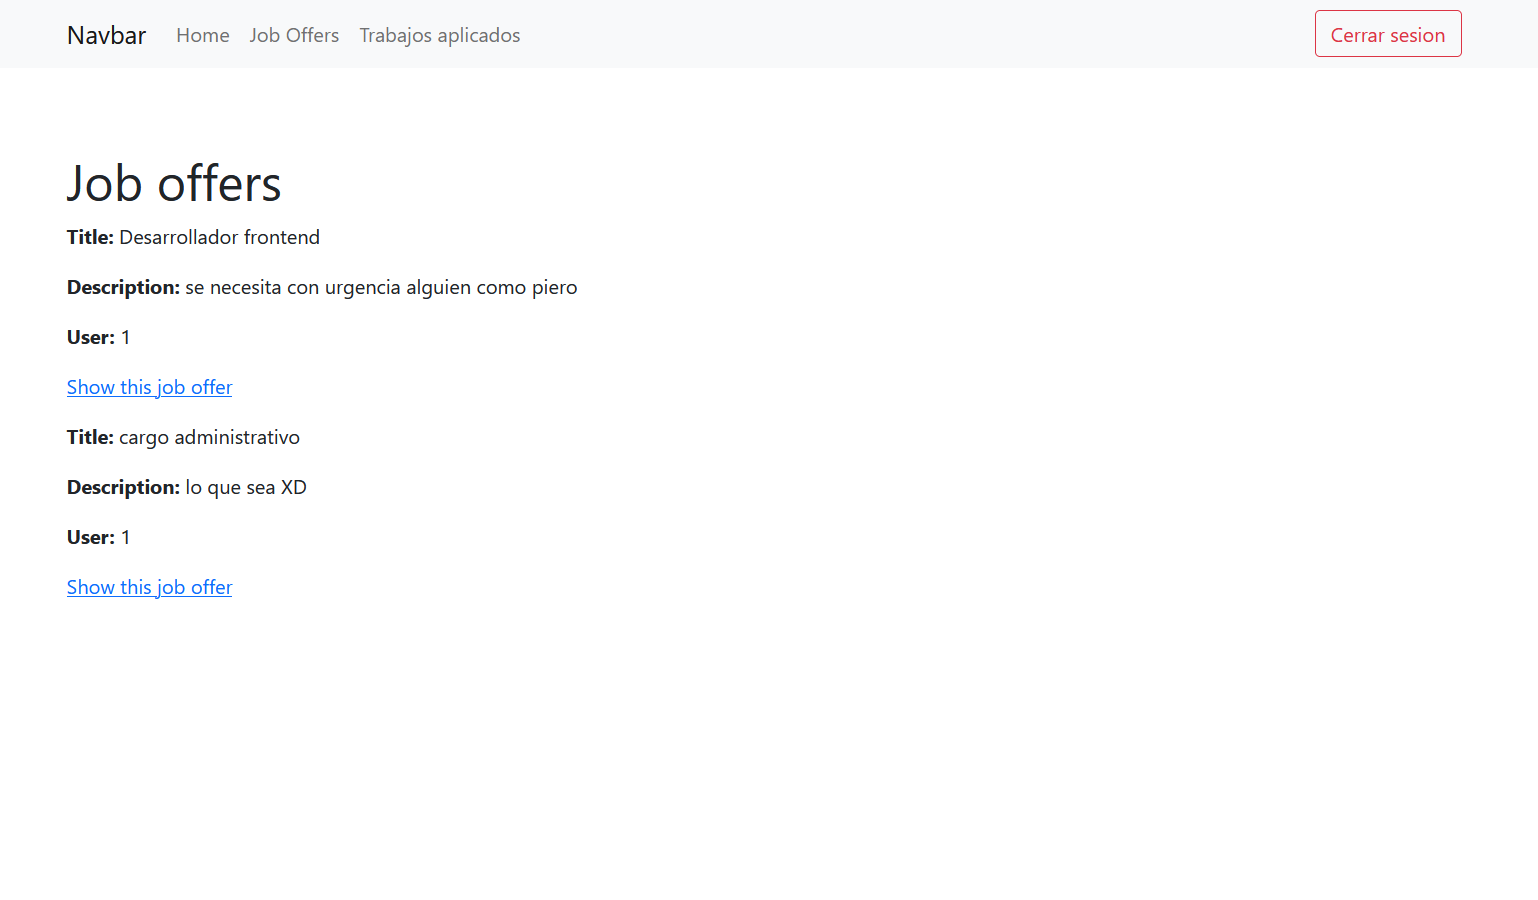 Navbar Home Job Offers Trabajos aplicados Cerrar sesion
Job offers
Title: Desarrollador frontend
Description: se necesita con urgencia alguien como piero
User: 1
Show this job offer
Title: cargo administrativo
Description: lo que sea XD
User: 1
Show this job offer